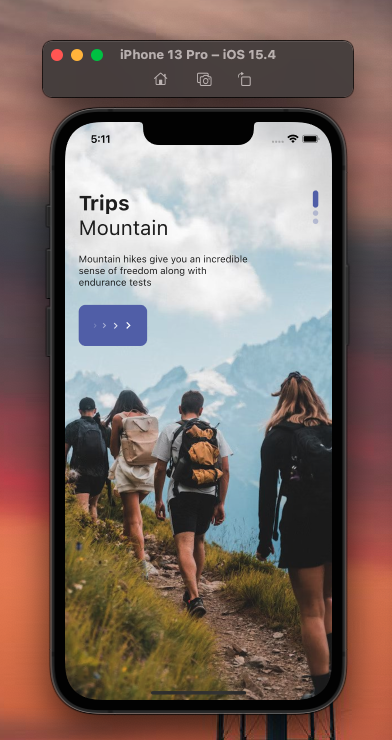 iPhone 13 Pro – iOS 15.4
5:11
Trips
Mountain
Mountain hikes give you an incredible
sense of freedom along with
endurance tests